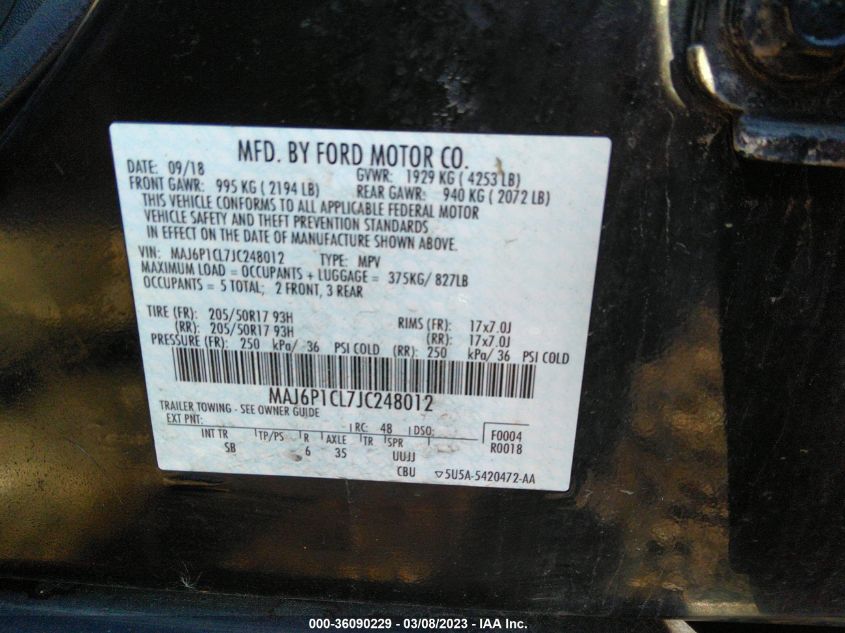 MFD. BY FORD MOTOR CO.
DATE: 09/18 GVWR: 1929 KG ( 4253 LB)
FRONT GAWR: 995 KG ( 2194 LB) REAR GAWR: 940 KG ( 2072 LB)
THIS VEHICLE CONFORMS TO ALL APPLICABLE FEDERAL MOTOR
VEHICLE SAFETY AND THEFT PREVENTION STANDARDS
IN EFFECT ON THE DATE OF MANUFACTURE SHOWN ABOVE.
VIN: MAJ6P1CL7JC248012 TYPE: MPV
MAXIMUM LOAD = OCCUPANTS + LUGGAGE = 375KG/ 827LB
OCCUPANTS = 5 TOTAL; 2 FRONT, 3 REAR
TIRE (FR): 205/50R17 93H RIMS (FR): 17x7.0J
(RR): 205/50R17 93H (RR): 17x7.0J
PRESSURE (FR): 250 kPa/ 36 PSI COLD (RR): 250 kPa/ 36 PSI COLD
MAJ6P1CL7JC248012
TRAILER TOWING - SEE OWNER GUIDE
EXT PNT: RC: 48 DSO: F0004
R0018
INT TR TP/PS R AXLE TR SPR
SB 6 35 UUJJ
CBU 5U5A-5420472-AA
000-36090229 - 03/08/2023 - IAA Inc.